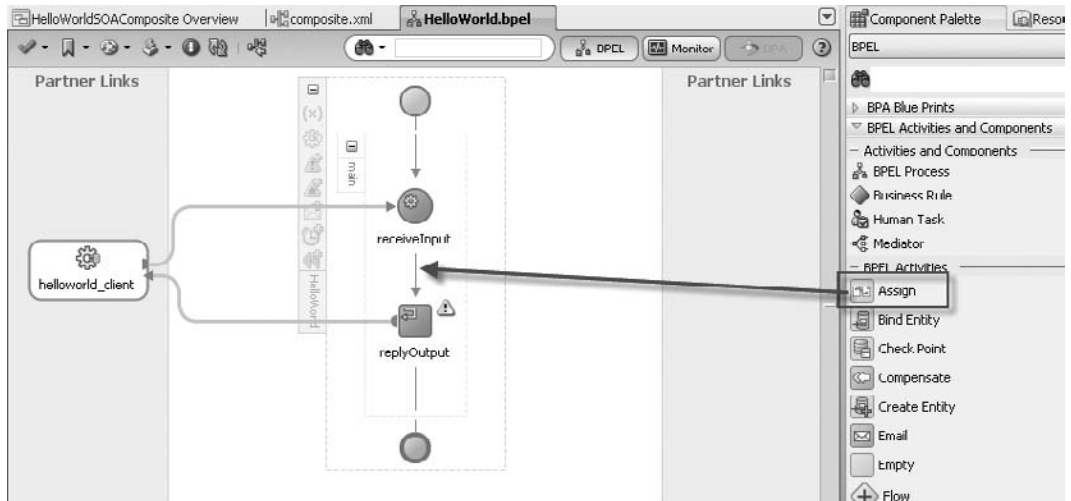 HelloWorldSOAComposite Overview
composite.xml
HelloWorld.bpel
Component Palette
Reso
BPEL
Monitor
BPA
BPEL
Partner Links
Partner Links
main
receiveInput
helloworld_client
HelloWorld
replyOutput
BPA Blue Prints
BPEL Activities and Components
Activities and Components
BPEL Process
Business Rule
Human Task
Mediator
BPEL Activities
Assign
Bind Entity
Check Point
Compensate
Create Entity
Email
Empty
Flow